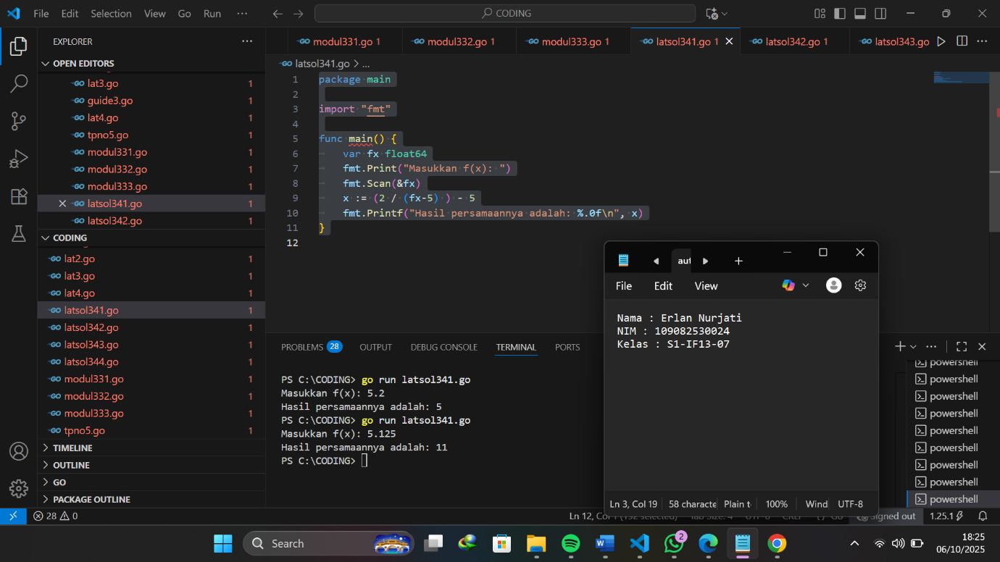 File Edit Selection View Go Run ··· CODING
EXPLORER ···
OPEN EDITORS
lat3.go 1
guide3.go 1
lat4.go 1
tpno5.go 1
modul331.go 1
modul332.go 1
modul333.go 1
latsol341.go 1
latsol342.go 1
CODING
lat2.go 1
lat3.go 1
lat4.go 1
latsol341.go 1
latsol342.go 1
latsol343.go 1
latsol344.go 1
modul331.go 1
modul332.go 1
modul333.go 1
tpno5.go 1
TIMELINE
OUTLINE
GO
PACKAGE OUTLINE
modul331.go 1 modul332.go 1 modul333.go 1 latsol341.go 1 latsol342.go 1 latsol343.go ···
latsol341.go > ...
1 package main
2
3 import "fmt"
4
5 func main() {
6 var fx float64
7 fmt.Print("Masukkan f(x): ")
8 fmt.Scan(&fx)
9 x := (2 / (fx-5) ) - 5
10 fmt.Printf("Hasil persamaannya adalah: %.0f\n", x)
11 }
12
PROBLEMS 28 OUTPUT DEBUG CONSOLE TERMINAL PORTS
PS C:\CODING> go run latsol341.go
Masukkan f(x): 5.2
Hasil persamaannya adalah: 5
PS C:\CODING> go run latsol341.go
Masukkan f(x): 5.125
Hasil persamaannya adalah: 11
PS C:\CODING>
powershell
powershell
powershell
powershell
powershell
powershell
powershell
powershell
powershell
aut
File Edit View
Nama : Erlan Nurjati
NIM : 109082530024
Kelas : S1-IF13-07
Ln 3, Col 19 58 characte Plain t 100% Wind UTF-8
28 0 Ln 12, Col 1 (192 selected) Tab Size: 4 UTF-8 CRLF Go Signed out 1.25.1
Search 2 18:25
06/10/2025